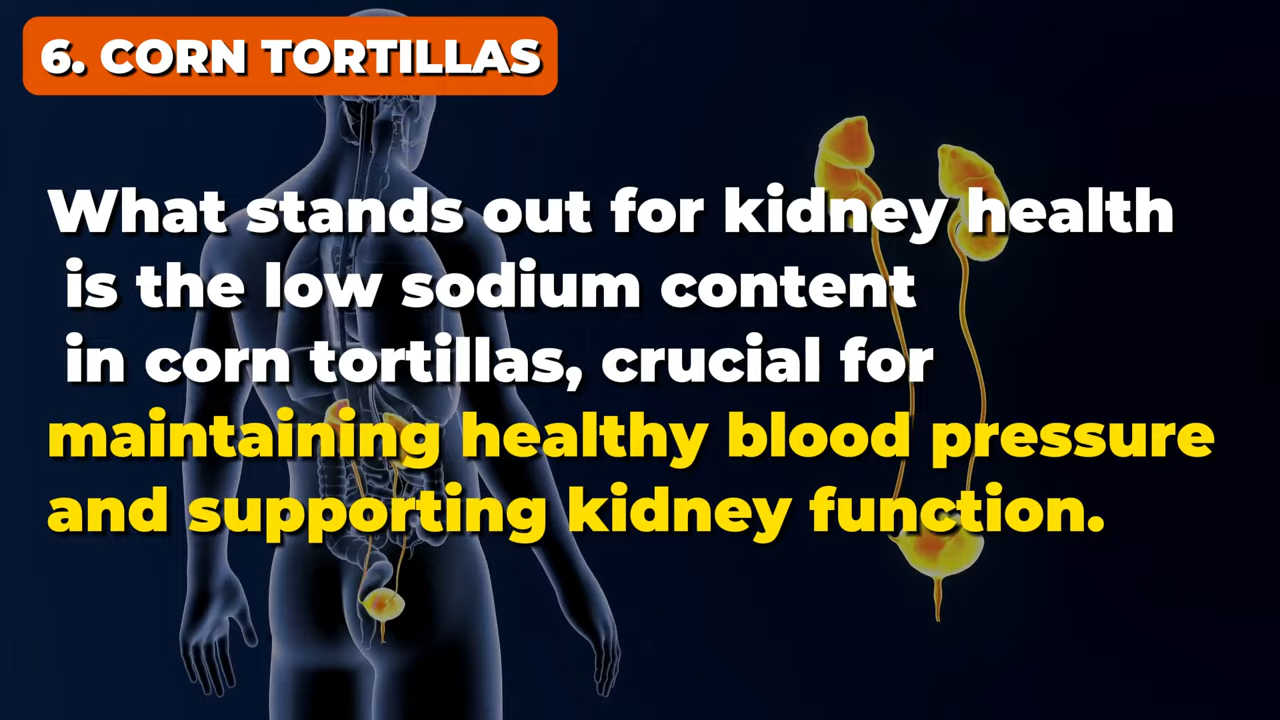 6. CORN TORTILLAS
What stands out for kidney health
is the low sodium content
in corn tortillas, crucial for
maintaining healthy blood pressure
and supporting kidney function.